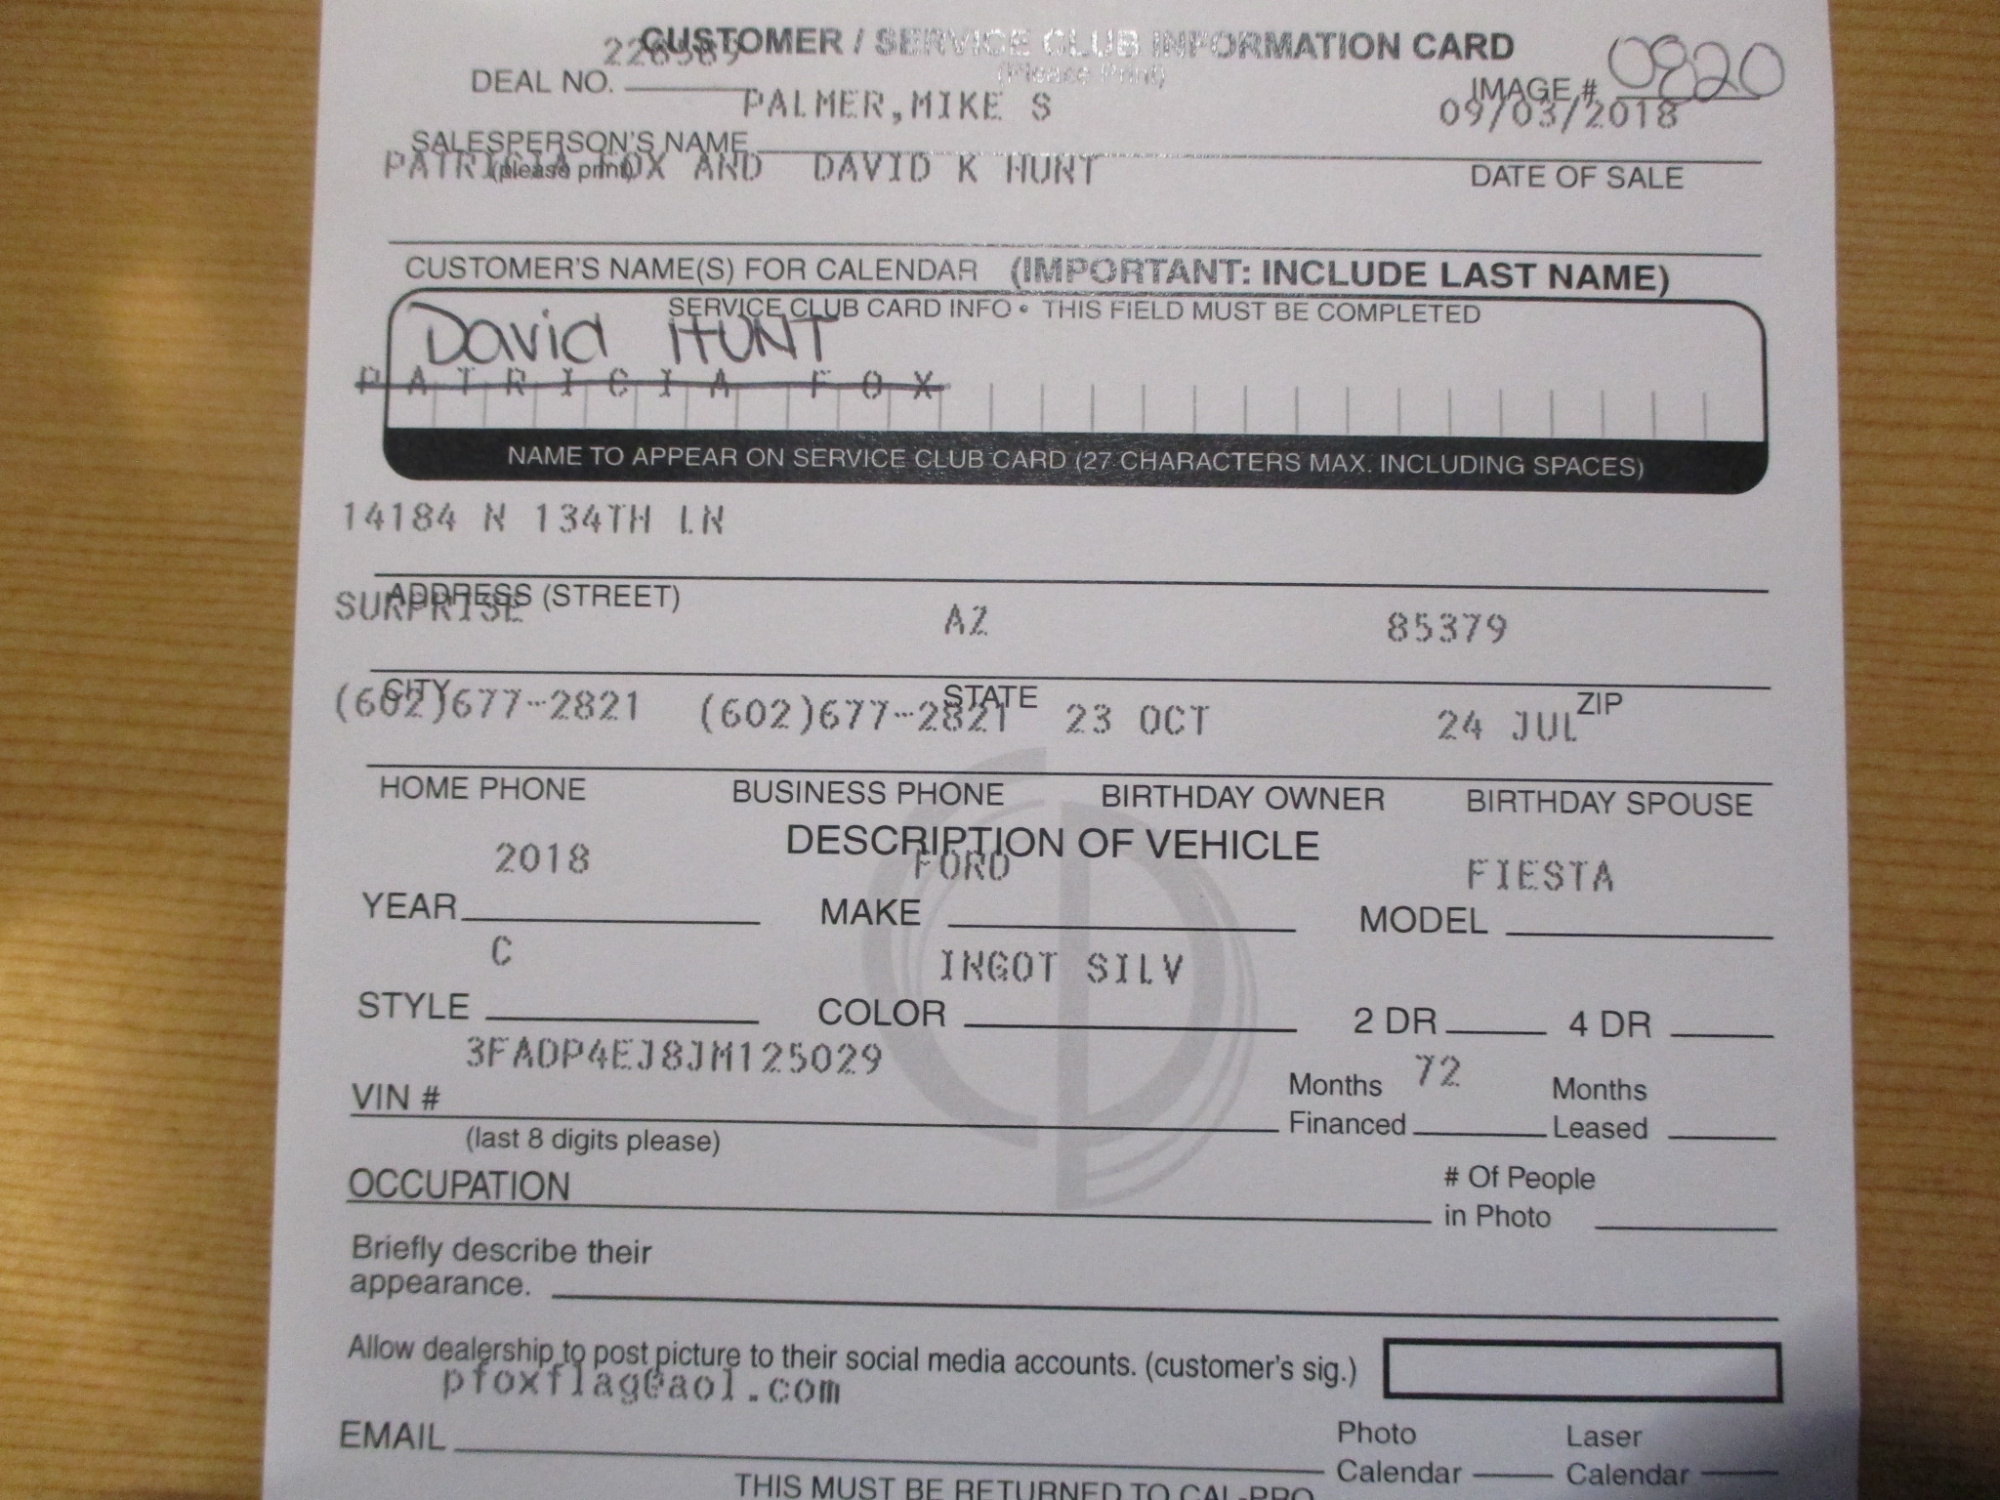 CUSTOMER / SERVICE CLUB INFORMATION CARD
(Please Print)
226589
DEAL NO.
IMAGE # 0820
PALMER,MIKE S
09/03/2018
SALESPERSON'S NAME
(please print)
DATE OF SALE
PATRICIA FOX AND DAVID K HUNT
CUSTOMER'S NAME(S) FOR CALENDAR (IMPORTANT: INCLUDE LAST NAME)
SERVICE CLUB CARD INFO • THIS FIELD MUST BE COMPLETED
David HUNT
PATRICIA FOX
NAME TO APPEAR ON SERVICE CLUB CARD (27 CHARACTERS MAX. INCLUDING SPACES)
14184 N 134TH LN
ADDRESS (STREET)
SURPRISE AZ 85379
CITY STATE ZIP
(602)677-2821 (602)677-2821 23 OCT 24 JUL
HOME PHONE BUSINESS PHONE BIRTHDAY OWNER BIRTHDAY SPOUSE
DESCRIPTION OF VEHICLE
2018 FORD FIESTA
YEAR MAKE MODEL
C INGOT SILV
STYLE COLOR 2 DR 4 DR
3FADP4EJ8JM125029 72
VIN # Months Financed Months Leased
(last 8 digits please)
OCCUPATION # Of People in Photo
Briefly describe their
appearance.
Allow dealership to post picture to their social media accounts. (customer's sig.)
pfoxflag@aol.com
EMAIL Photo Calendar Laser Calendar
THIS MUST BE RETURNED TO CAL-PRO